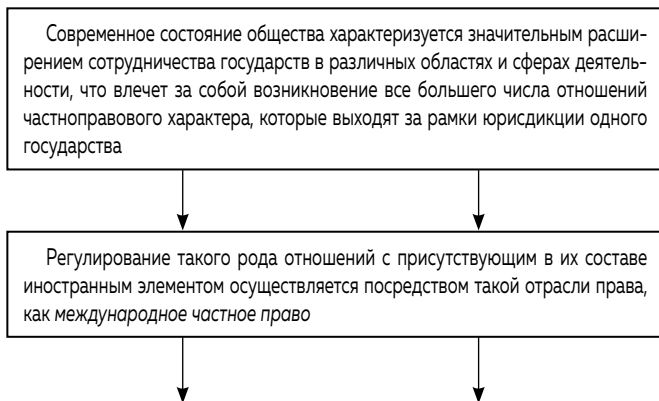 Современное состояние общества характеризуется значительным расши-
рением сотрудничества государств в различных областях и сферах деятель-
ности, что влечет за собой возникновение все большего числа отношений
частноправового характера, которые выходят за рамки юрисдикции одного
государства
Регулирование такого рода отношений с присутствующим в их составе
иностранным элементом осуществляется посредством такой отрасли права,
как международное частное право